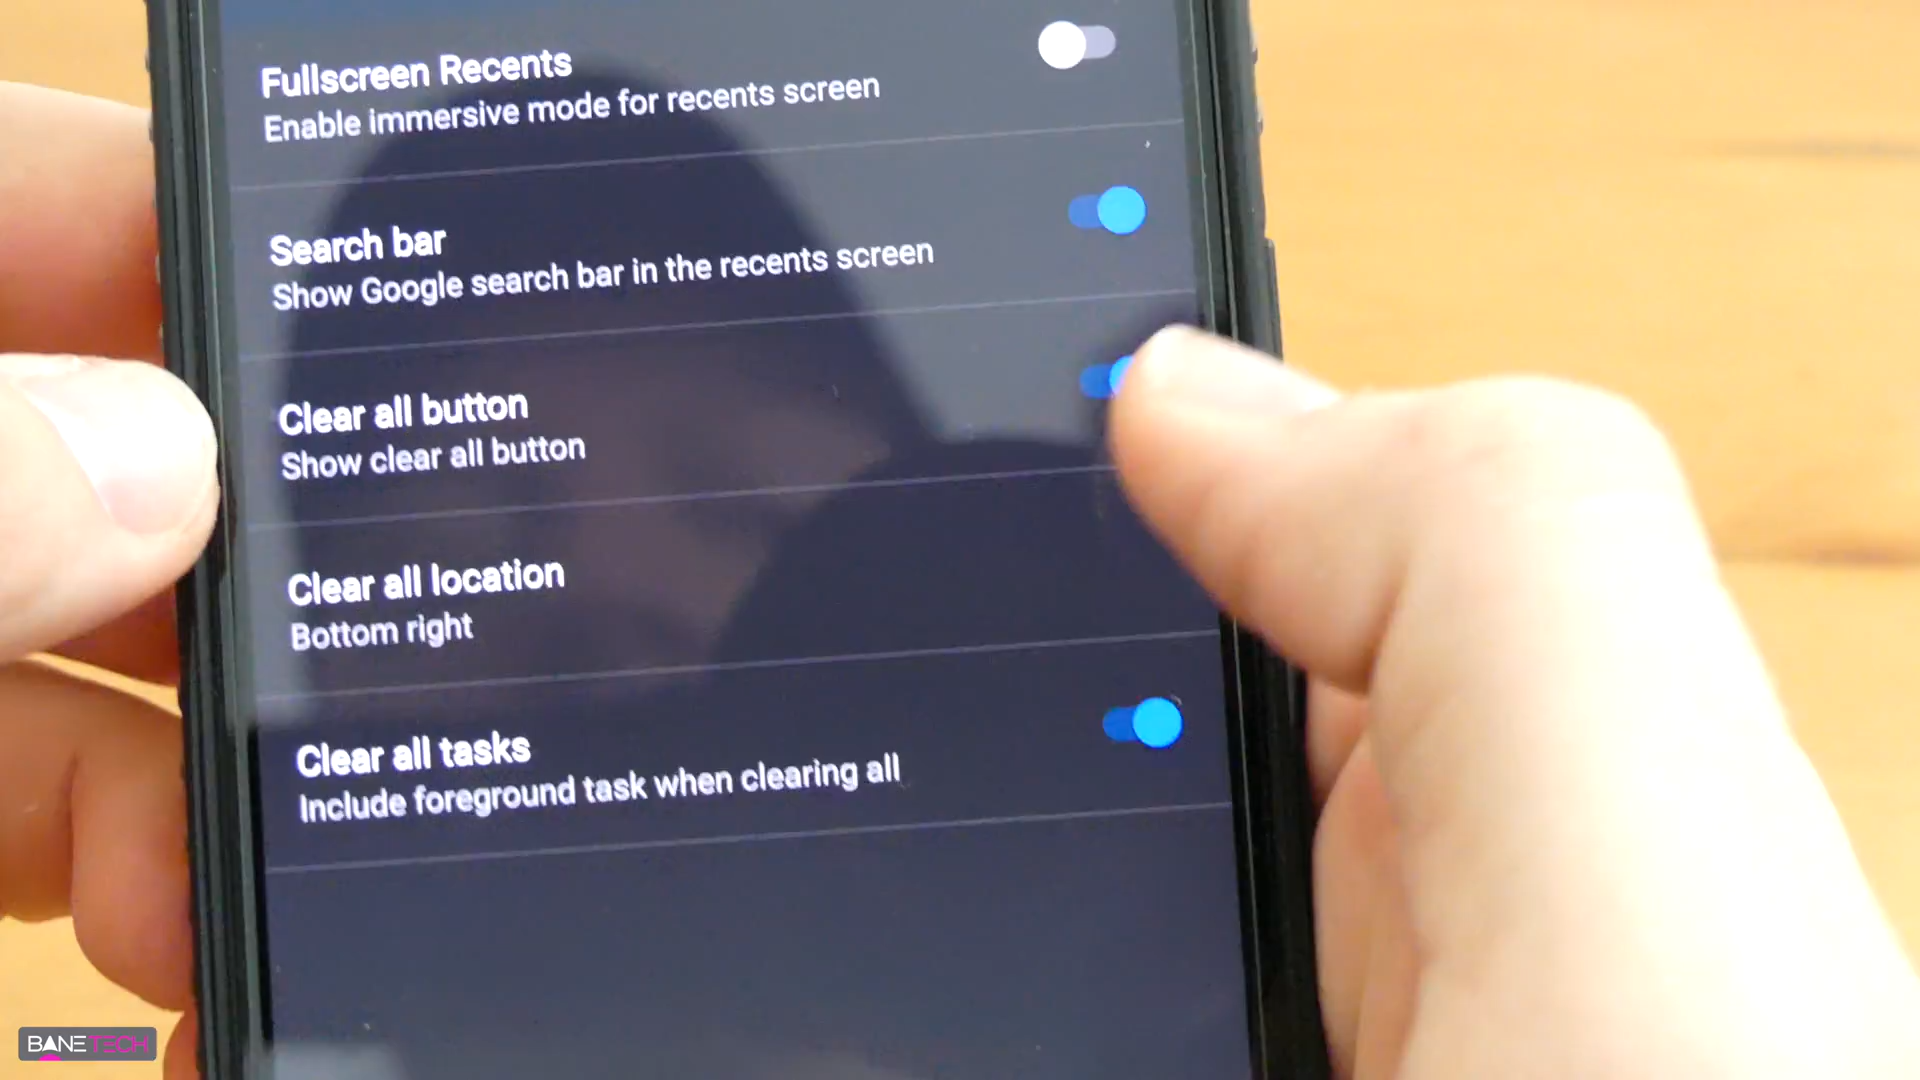 Fullscreen Recents
Enable immersive mode for recents screen
Search bar
Show Google search bar in the recents screen
Clear all button
Show clear all button
Clear all location
Bottom right
Clear all tasks
Include foreground task when clearing all
BANETECH